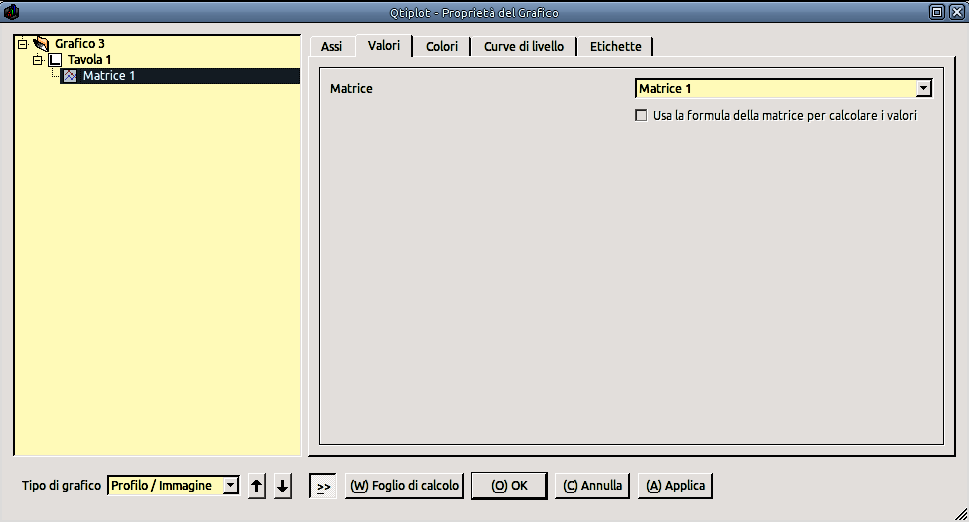 Qtiplot - Proprietà del Grafico
Grafico 3
Tavola 1
Matrice 1
Assi
Valori
Colori
Curve di livello
Etichette
Matrice
Matrice 1
Usa la formula della matrice per calcolare i valori
Tipo di grafico
Profilo / Immagine
>>
(W) Foglio di calcolo
(O) OK
(C) Annulla
(A) Applica